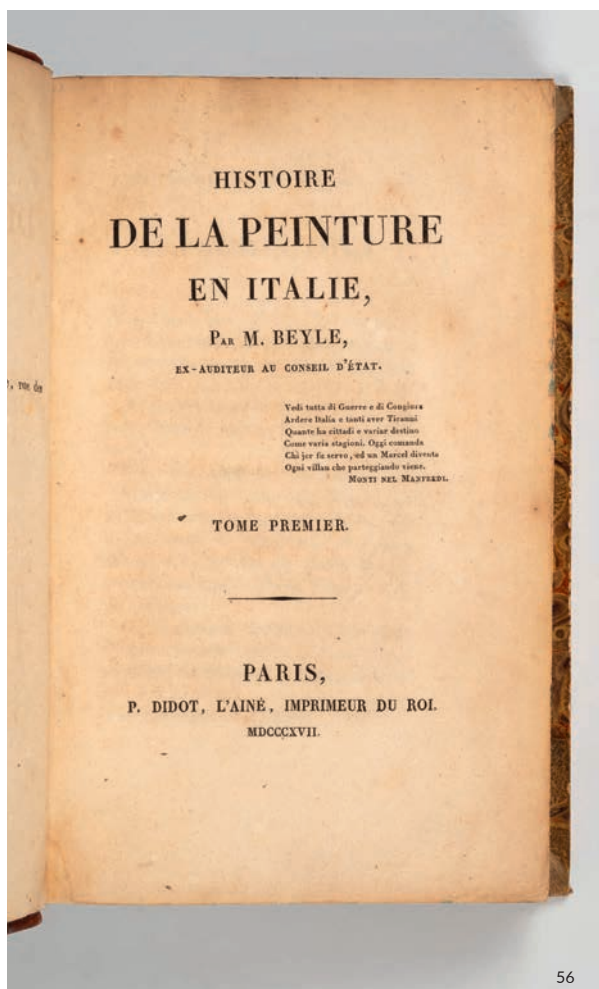 HISTOIRE
DE LA PEINTURE
EN ITALIE,
PAR M. BEYLE,
EX-AUDITEUR AU CONSEIL D'ÉTAT.
e, rue des
Vedi tutta di Guerre e di Congiura
Ardere Italia e tanti aver Tiranni
Quante ha cittadi e variar destino
Come varia stagioni. Oggi comanda
Chi jer fu servo, ed un Marcel diventa
Ogni villan che parteggiando viene.
MONTI NEL MANFREDI.
TOME PREMIER.
PARIS,
P. DIDOT, L'AINÉ, IMPRIMEUR DU ROI.
MDCCCXVII.
56